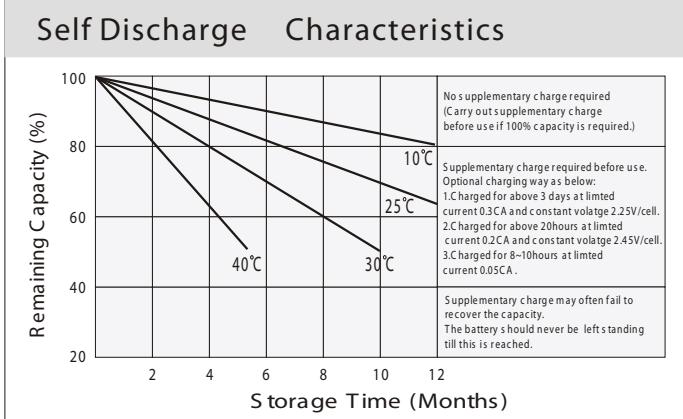 Self Discharge Characteristics
Remaining Capacity (%)
100
80
60
40
20
2 4 6 8 10 12
Storage Time (Months)
10℃
25℃
30℃
40℃
No supplementary charge required
(Carry out supplementary charge
before use if 100% capacity is required.)
Supplementary charge required before use.
Optional charging way as below:
1.Charged for above 3 days at limted
current 0.3CA and constant volatge 2.25V/cell.
2.Charged for above 20hours at limted
current 0.2CA and constant volatge 2.45V/cell.
3.Charged for 8~10hours at limted
current 0.05CA.
Supplementary charge may often fail to
recover the capacity.
The battery should never be left standing
till this is reached.